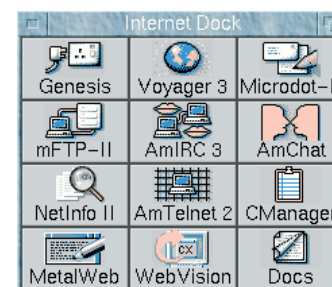 Internet Dock
Genesis Voyager 3 Microdot-
mFTP-II AmIRC 3 AmChat
NetInfo II AmTelnet 2 CManager
MetalWeb WebVision Docs